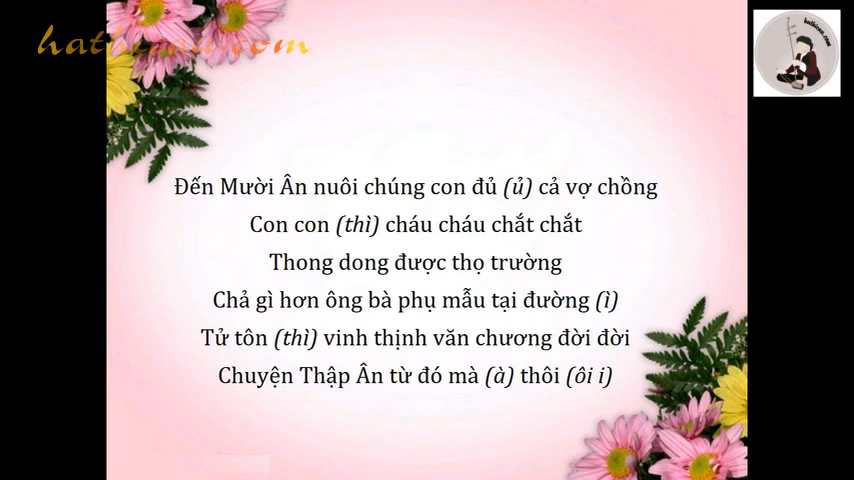 Đến Mười Ân nuôi chúng con đủ (ủ) cả vợ chồng
Con con (thì) cháu cháu chắt chắt
Thong dong được thọ trường
Chả gì hơn ông bà phụ mẫu tại đường (ì)
Tử tôn (thì) vinh thịnh văn chương đời đời
Chuyện Thập Ân từ đó mà (à) thôi (ôi i)